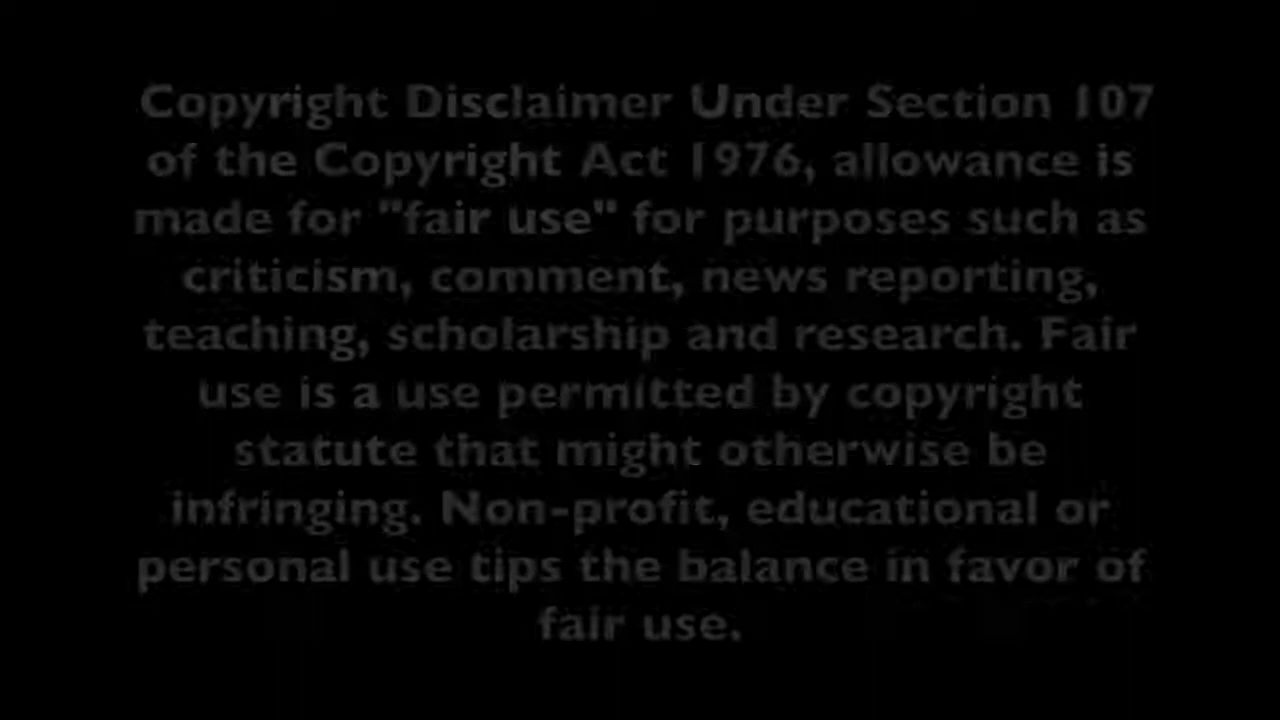 Copyright Disclaimer Under Section 107
of the Copyright Act 1976, allowance is
made for "fair use" for purposes such as
criticism, comment, news reporting,
teaching, scholarship and research. Fair
use is a use permitted by copyright
statute that might otherwise be
infringing. Non-profit, educational or
personal use tips the balance in favor of
fair use.